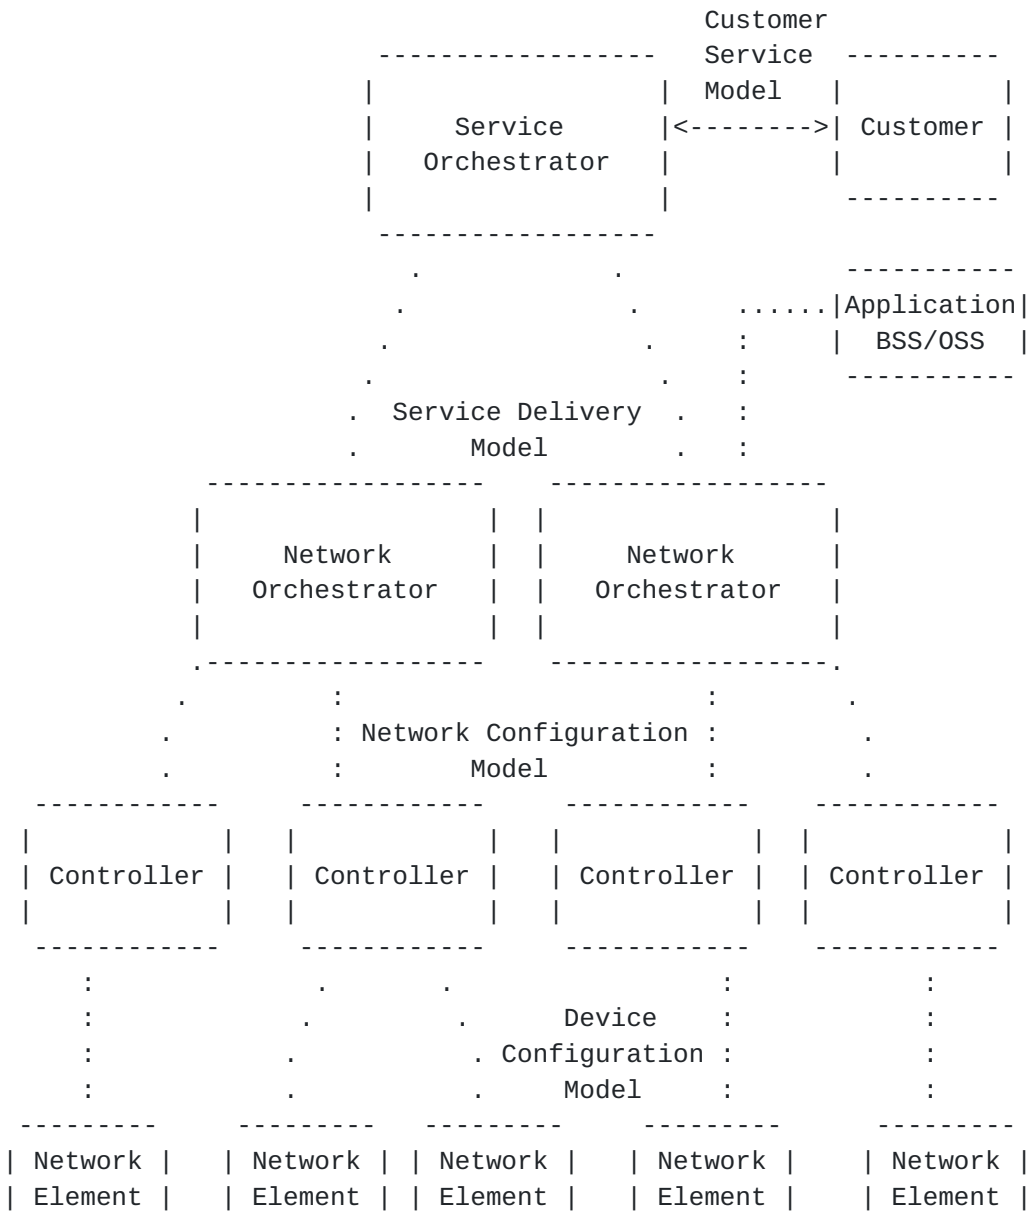 Customer
Service
Model
Service Customer
Orchestrator
Application
BSS/OSS
Service Delivery
Model
Network Network
Orchestrator Orchestrator
Network Configuration
Model
Controller Controller Controller Controller
Device
Configuration
Model
Network Network Network Network Network
Element Element Element Element Element